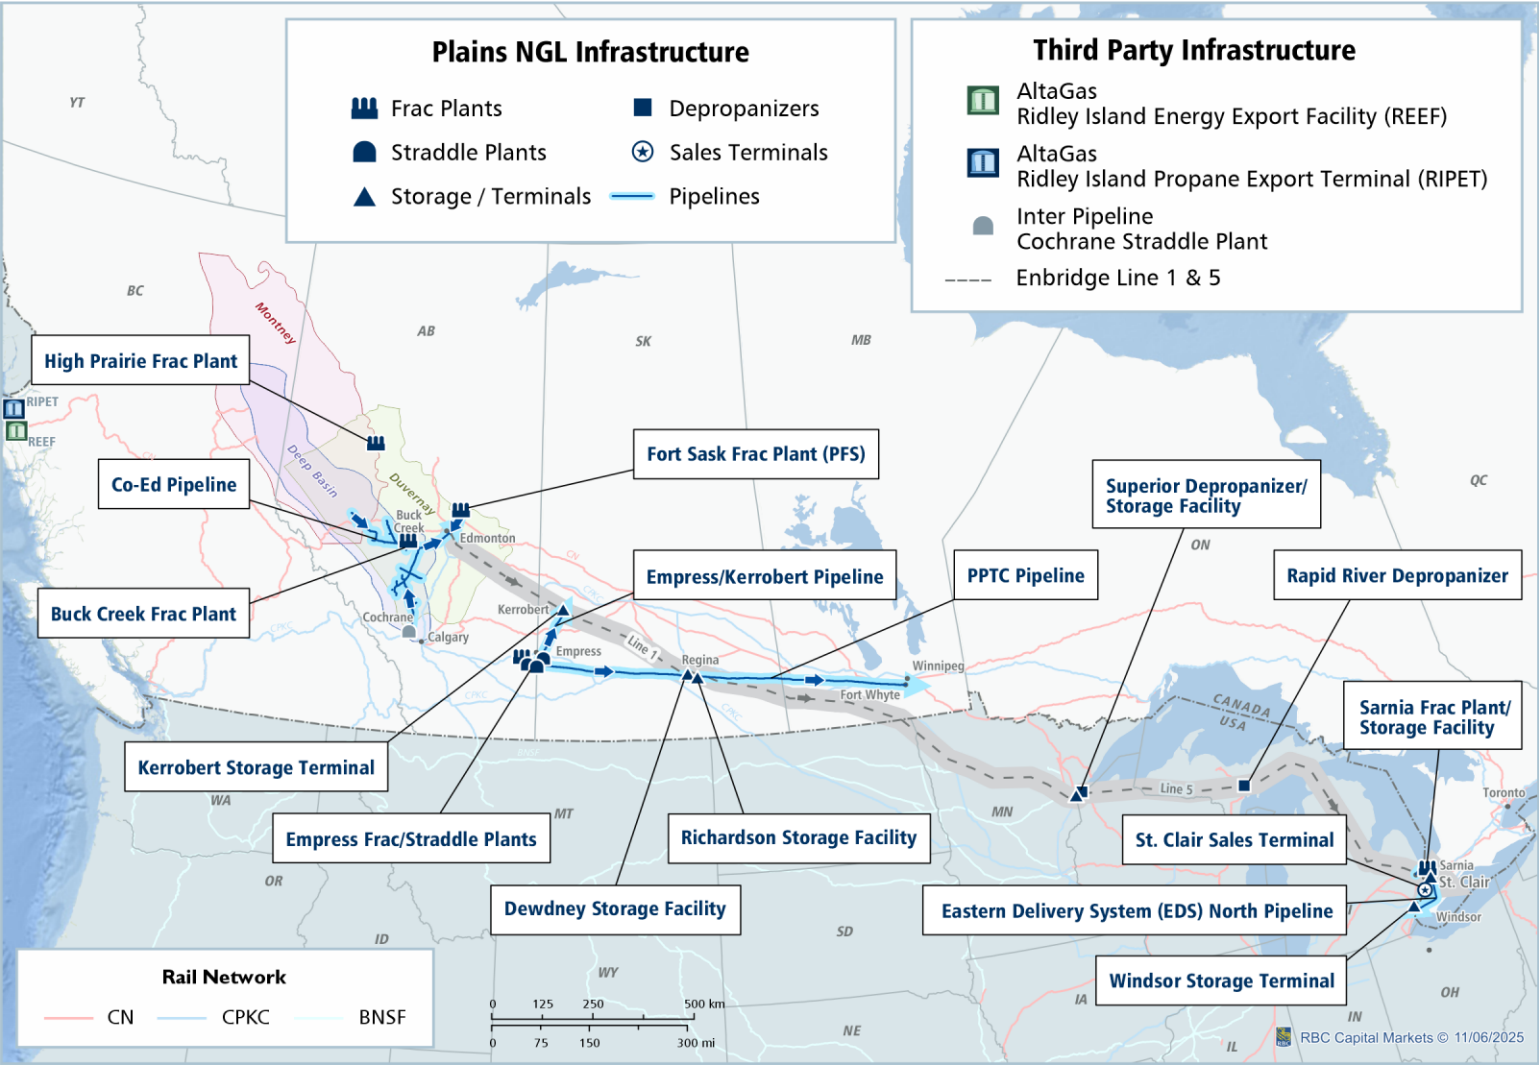 Plains NGL Infrastructure
Frac Plants
Depropanizers
Straddle Plants
Sales Terminals
Storage / Terminals
Pipelines
Third Party Infrastructure
AltaGas
Ridley Island Energy Export Facility (REEF)
AltaGas
Ridley Island Propane Export Terminal (RIPET)
Inter Pipeline
Cochrane Straddle Plant
Enbridge Line 1 & 5
YT
BC
AB
SK
MB
ON
QC
Montney
Deep Basin
Duvernay
High Prairie Frac Plant
RIPET
REEF
CN
Co-Ed Pipeline
Fort Sask Frac Plant (PFS)
Superior Depropanizer/
Storage Facility
Buck
Creek
Edmonton
CN
Empress/Kerrobert Pipeline
PPTC Pipeline
Rapid River Depropanizer
Buck Creek Frac Plant
CPKC
Kerrobert
Cochrane
Calgary
CPKC
Line 1
Empress
Regina
Winnipeg
Fort Whyte
CPKC
CPKC
CANADA
USA
Sarnia Frac Plant/
Storage Facility
Kerrobert Storage Terminal
BNSF
WA
MT
MN
Line 5
Toronto
Empress Frac/Straddle Plants
Richardson Storage Facility
St. Clair Sales Terminal
Sarnia
St. Clair
OR
Dewdney Storage Facility
Eastern Delivery System (EDS) North Pipeline
Windsor
ID
SD
WY
Windsor Storage Terminal
IA
OH
NE
IN
IL
Rail Network
CN
CPKC
BNSF
0 125 250 500 km
0 75 150 300 mi
RBC
RBC Capital Markets © 11/06/2025